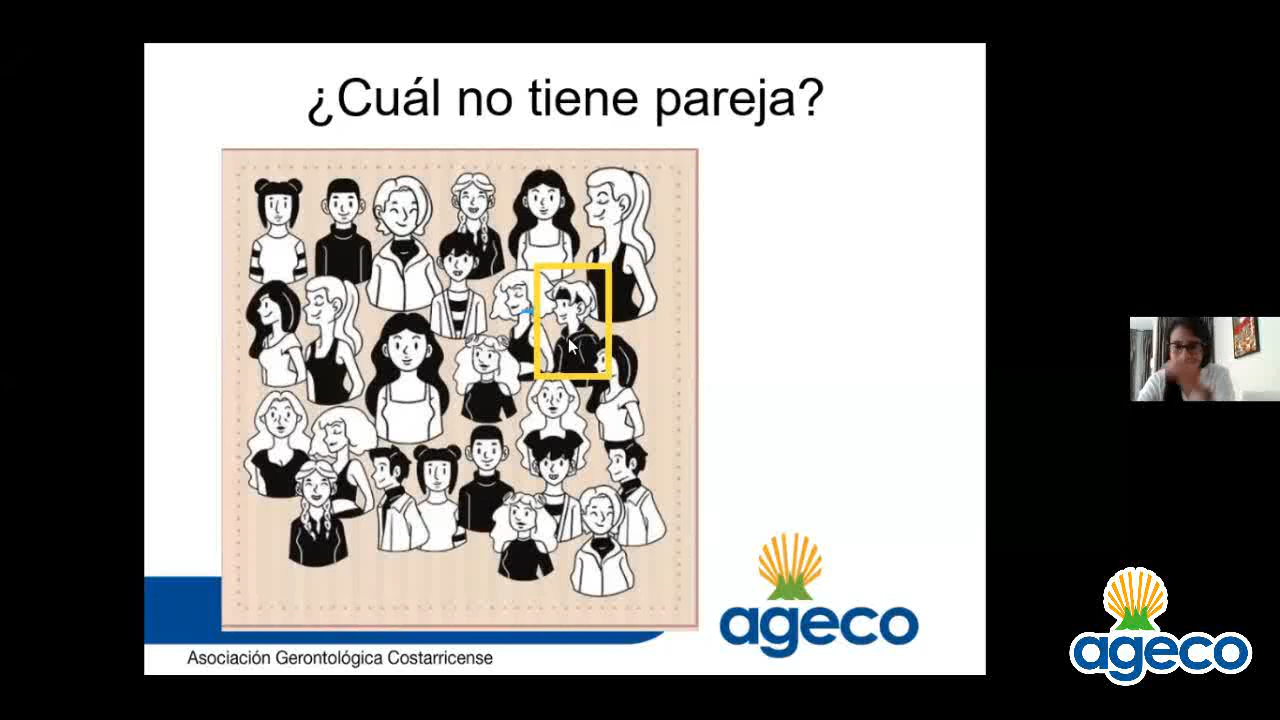 ¿Cuál no tiene pareja?
ageco
Asociación Gerontológica Costarricense
ageco